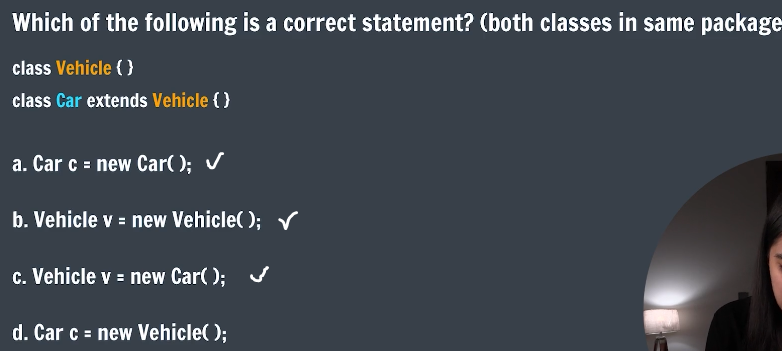 Which of the following is a correct statement? (both classes in same package
class Vehicle { }
class Car extends Vehicle { }
a. Car c = new Car( ); ✓
b. Vehicle v = new Vehicle( ); ✓
c. Vehicle v = new Car( ); ✓
d. Car c = new Vehicle( );